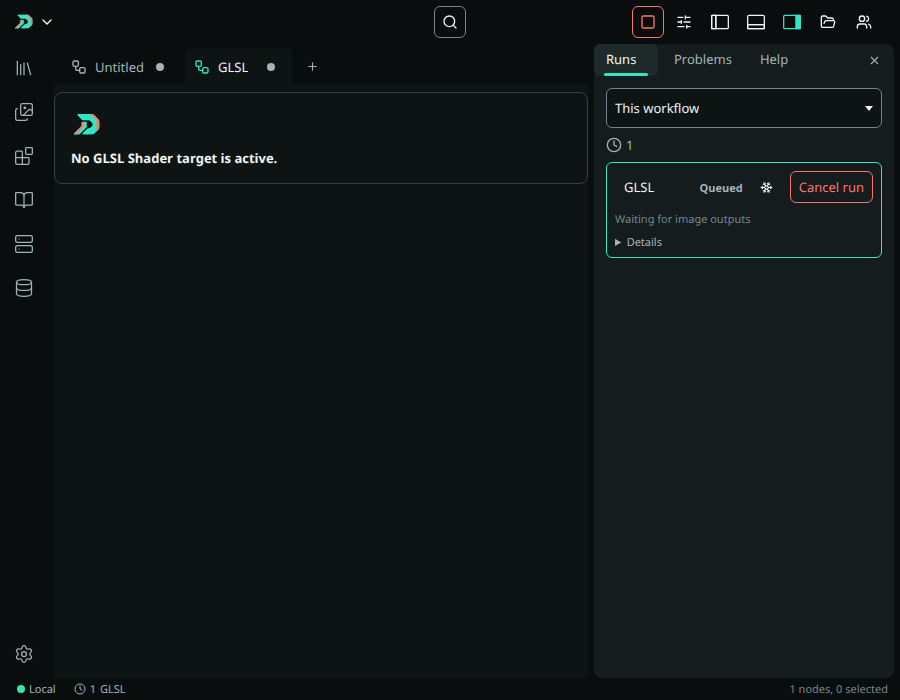 Untitled
GLSL
Runs
Problems
Help
No GLSL Shader target is active.
This workflow
1
GLSL
Queued
Cancel run
Waiting for image outputs
Details
Local
1 GLSL
1 nodes, 0 selected